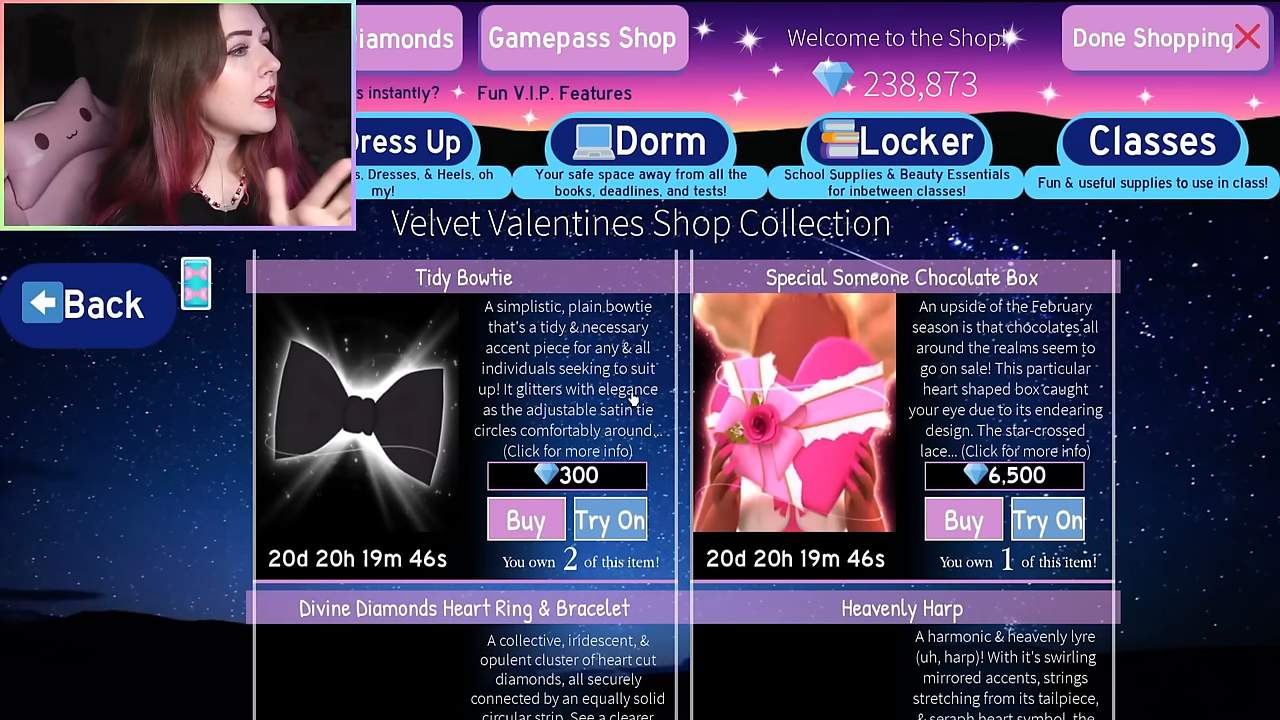 iamonds
Gamepass Shop
Welcome to the Shop!
Done Shopping
238,873
s instantly?
Fun V.I.P. Features
Dress Up
Dorm
Locker
Classes
s, Dresses, & Heels, oh
my!
Your safe space away from all the
books, deadlines, and tests!
School Supplies & Beauty Essentials
for inbetween classes!
Fun & useful supplies to use in class!
Velvet Valentines Shop Collection
Back
Tidy Bowtie
A simplistic, plain bowtie
that's a tidy & necessary
accent piece for any & all
individuals seeking to suit
up! It glitters with elegance
as the adjustable satin tie
circles comfortably around...
(Click for more info)
300
Buy
Try On
20d 20h 19m 46s
You own 2 of this item!
Special Someone Chocolate Box
An upside of the February
season is that chocolates all
around the realms seem to
go on sale! This particular
heart shaped box caught
your eye due to its endearing
design. The star-crossed
lace... (Click for more info)
6,500
Buy
Try On
20d 20h 19m 46s
You own 1 of this item!
Divine Diamonds Heart Ring & Bracelet
A collective, iridescent, &
opulent cluster of heart cut
diamonds, all securely
connected by an equally solid
circular strip. See a clearer
Heavenly Harp
A harmonic & heavenly lyre
(uh, harp)! With it's swirling
mirrored accents, strings
stretching from its tailpiece,
& seraph heart symbol, the